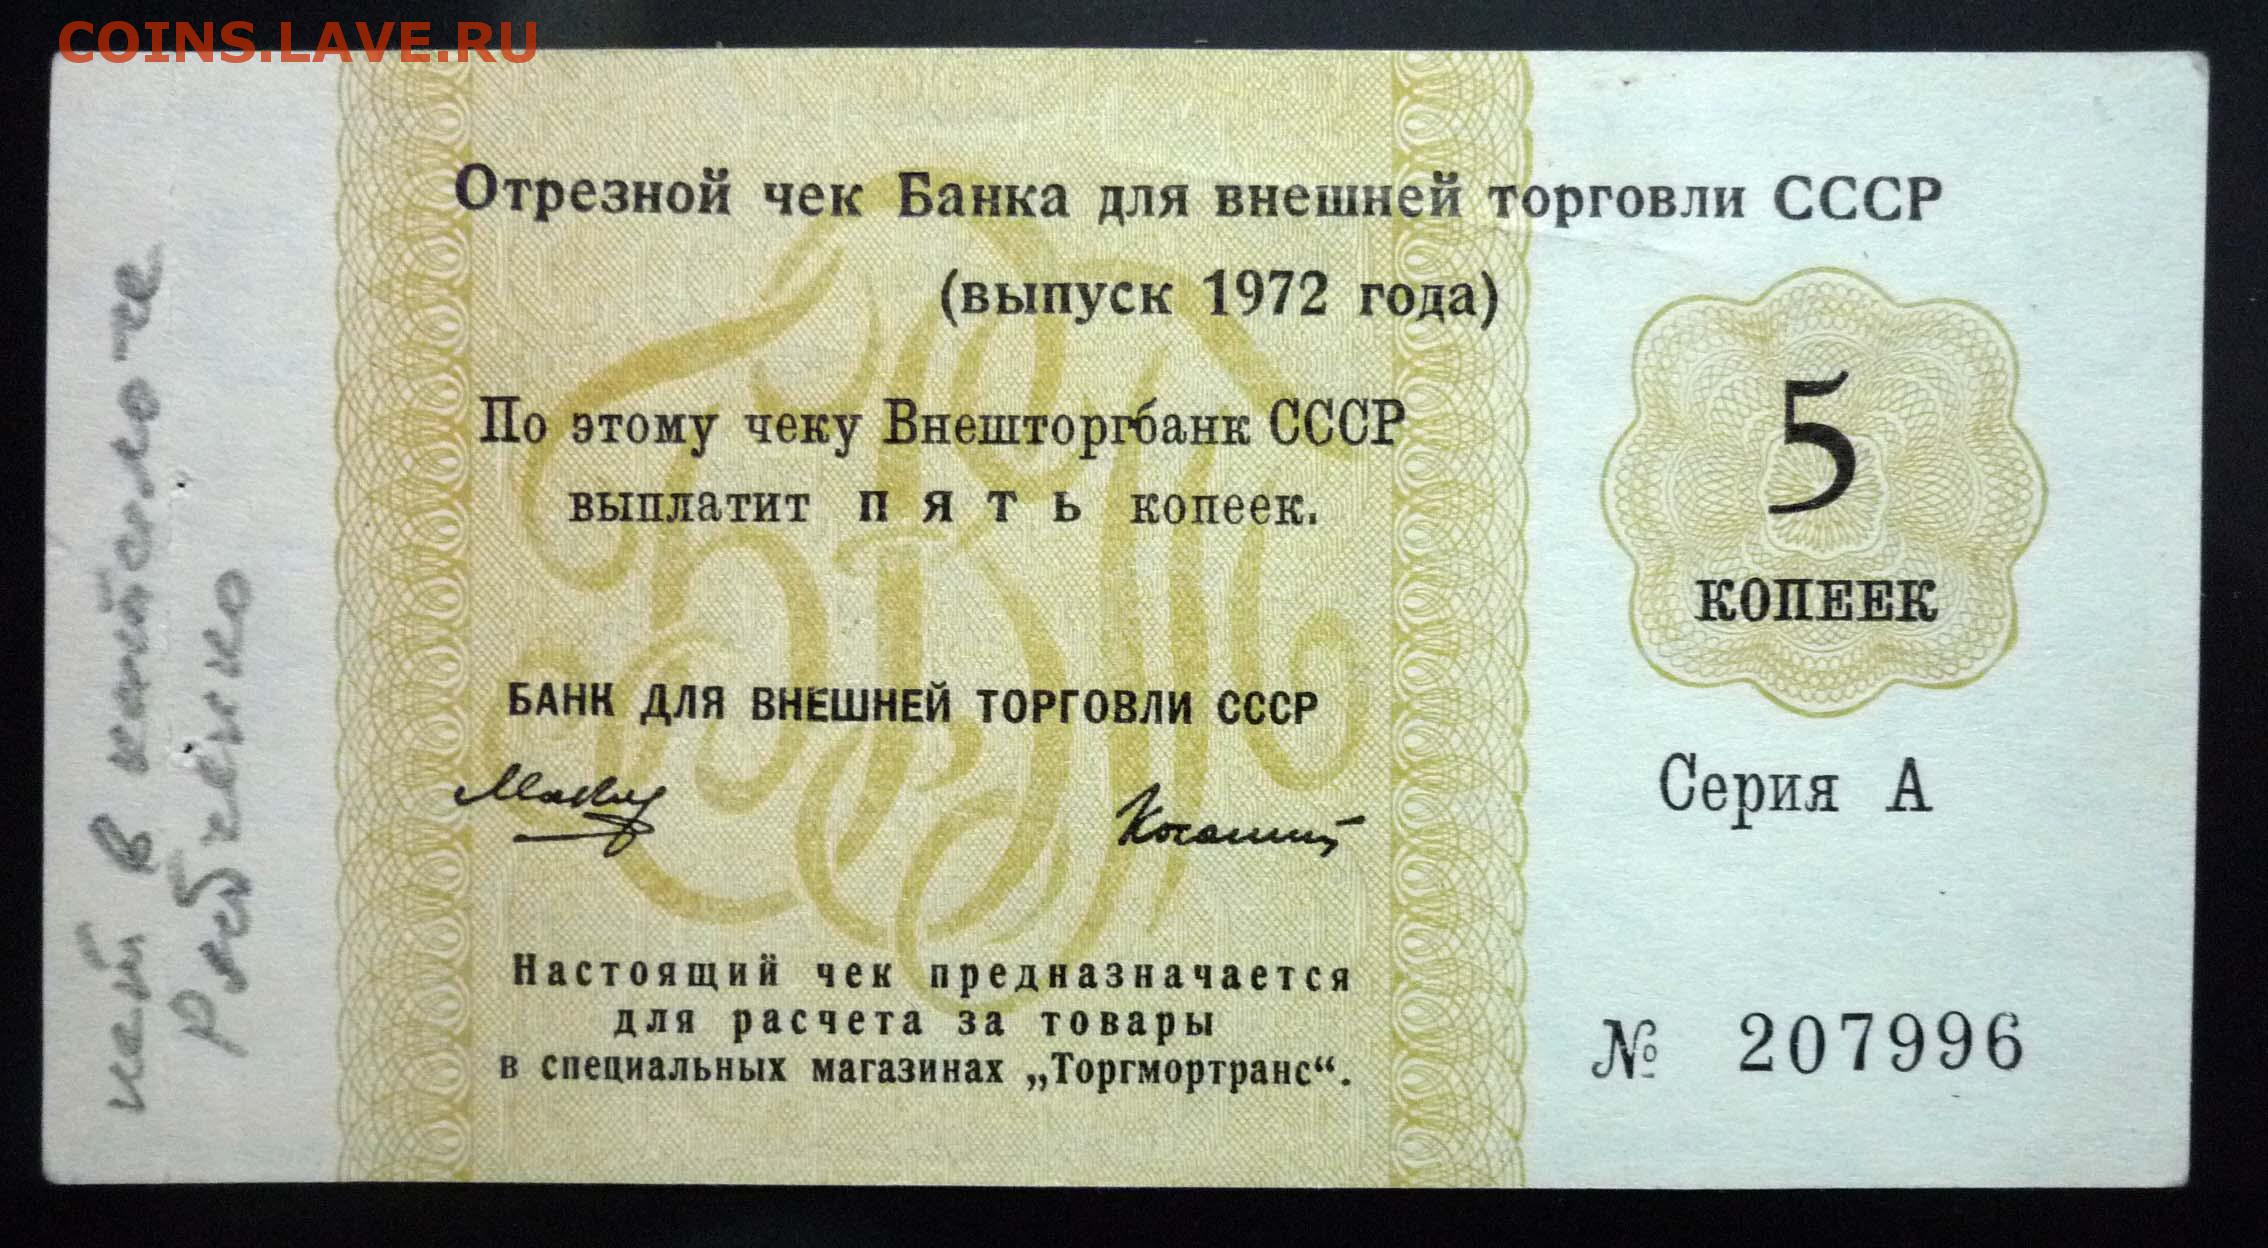 COINS.LAVE.RU
Отрезной чек Банка для внешней торговли СССР
(выпуск 1972 года)
По этому чеку Внешторгбанк СССР
выплатит пять копеек.
5
КОПЕЕК
БАНК ДЛЯ ВНЕШНЕЙ ТОРГОВЛИ СССР
Серия А
Настоящий чек предназначается
для расчета за товары
в специальных магазинах „Торгмортранс“.
№ 207996
в
Рябченко